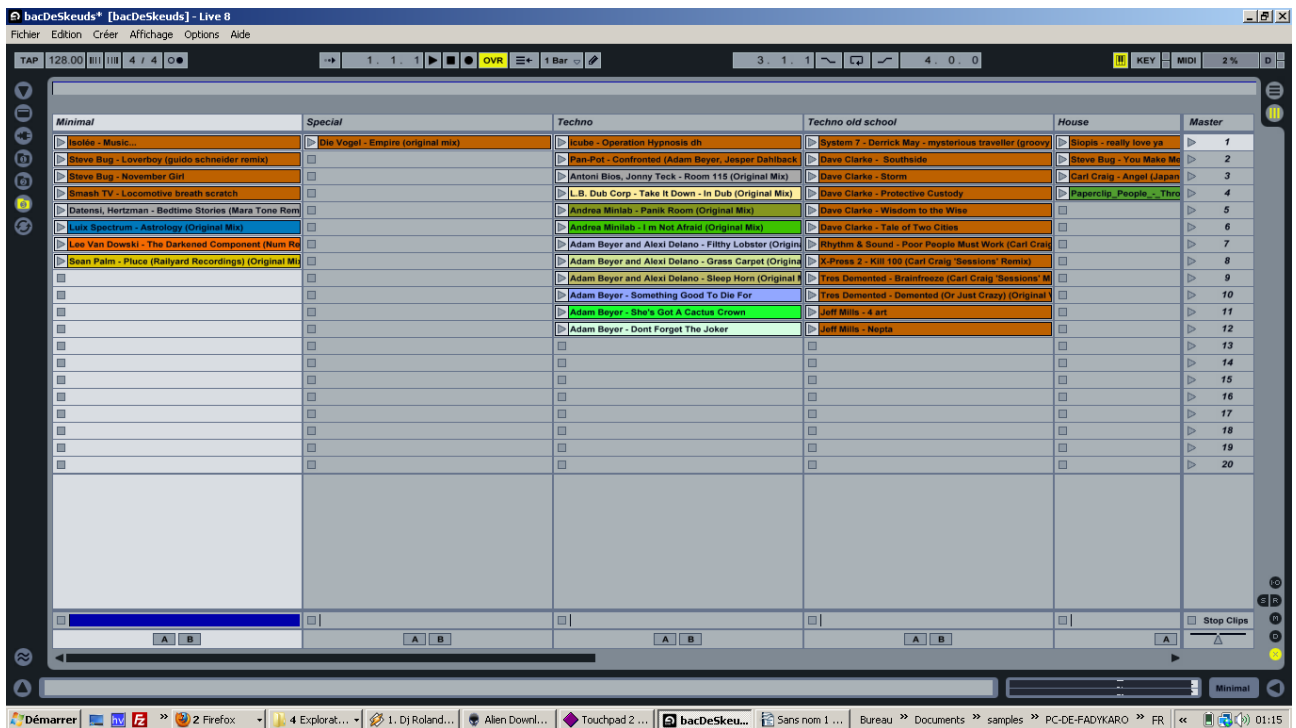 bacDeSkeuds* [bacDeSkeuds] - Live 8
Fichier Edition Créer Affichage Options Aide
TAP 128.00 4 / 4 1. 1. 1 OVR 1 Bar 3. 1. 1 4. 0. 0 KEY MIDI 2 % D
Minimal Special Techno Techno old school House Master
Isolée - Music... Die Vogel - Empire (original mix) icube - Operation Hypnosis dh System 7 - Derrick May - mysterious traveller (groovy Siopis - really love ya 1
Steve Bug - Loverboy (guido schneider remix) Pan-Pot - Confronted (Adam Beyer, Jesper Dahlback Dave Clarke - Southside Steve Bug - You Make Me 2
Steve Bug - November Girl Antoni Bios, Jonny Teck - Room 115 (Original Mix) Dave Clarke - Storm Carl Craig - Angel (Japan 3
Smash TV - Locomotive breath scratch L.B. Dub Corp - Take It Down - In Dub (Original Mix) Dave Clarke - Protective Custody Paperclip_People_-_Thro 4
Datensi, Hertzman - Bedtime Stories (Mara Tone Rem Andrea Minlab - Panik Room (Original Mix) Dave Clarke - Wisdom to the Wise 5
Luix Spectrum - Astrology (Original Mix) Andrea Minilab - I m Not Afraid (Original Mix) Dave Clarke - Tale of Two Cities 6
Lee Van Dowski - The Darkened Component (Num Re Adam Beyer and Alexi Delano - Filthy Lobster (Origin Rhythm & Sound - Poor People Must Work (Carl Craig 7
Sean Palm - Pluce (Railyard Recordings) (Original Mi Adam Beyer and Alexi Delano - Grass Carpet (Origina X-Press 2 - Kill 100 (Carl Craig 'Sessions' Remix) 8
Adam Beyer and Alexi Delano - Sleep Horn (Original Tres Demented - Brainfreeze (Carl Craig 'Sessions' M 9
Adam Beyer - Something Good To Die For Tres Demented - Demented (Or Just Crazy) (Original 10
Adam Beyer - She's Got A Cactus Crown Jeff Mills - 4 art 11
Adam Beyer - Dont Forget The Joker Jeff Mills - Nepta 12
13
14
15
16
17
18
19
20
Stop Clips
A B A B A B A B A
Minimal
Démarrer 2 Firefox 4 Explorat... 1. Dj Roland... Alien Downl... Touchpad 2 ... bacDeSkeu... Sans nom 1 ... Bureau Documents samples PC-DE-FADYKARO FR 01:15